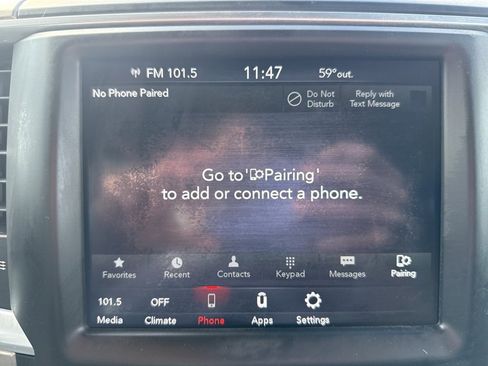 FM 101.5 11:47 59°out.
No Phone Paired
Do Not
Disturb
Reply with
Text Message
Go to 'Pairing'
to add or connect a phone.
Favorites Recent Contacts Keypad Messages Pairing
101.5 OFF
Media Climate Phone Apps Settings